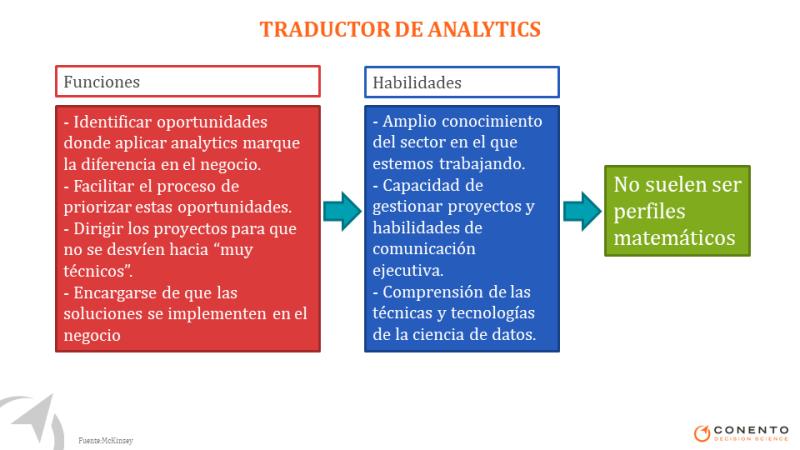 TRADUCTOR DE ANALYTICS
Funciones
- Identificar oportunidades
donde aplicar analytics marque
la diferencia en el negocio.
- Facilitar el proceso de
priorizar estas oportunidades.
- Dirigir los proyectos para que
no se desvíen hacia “muy
técnicos”.
- Encargarse de que las
soluciones se implementen en el
negocio
Habilidades
- Amplio conocimiento
del sector en el que
estemos trabajando.
- Capacidad de
gestionar proyectos y
habilidades de
comunicación
ejecutiva.
- Comprensión de las
técnicas y tecnologías
de la ciencia de datos.
No suelen ser
perfiles
matemáticos
Fuente:McKinsey
CONENTO
DECISION SCIENCE